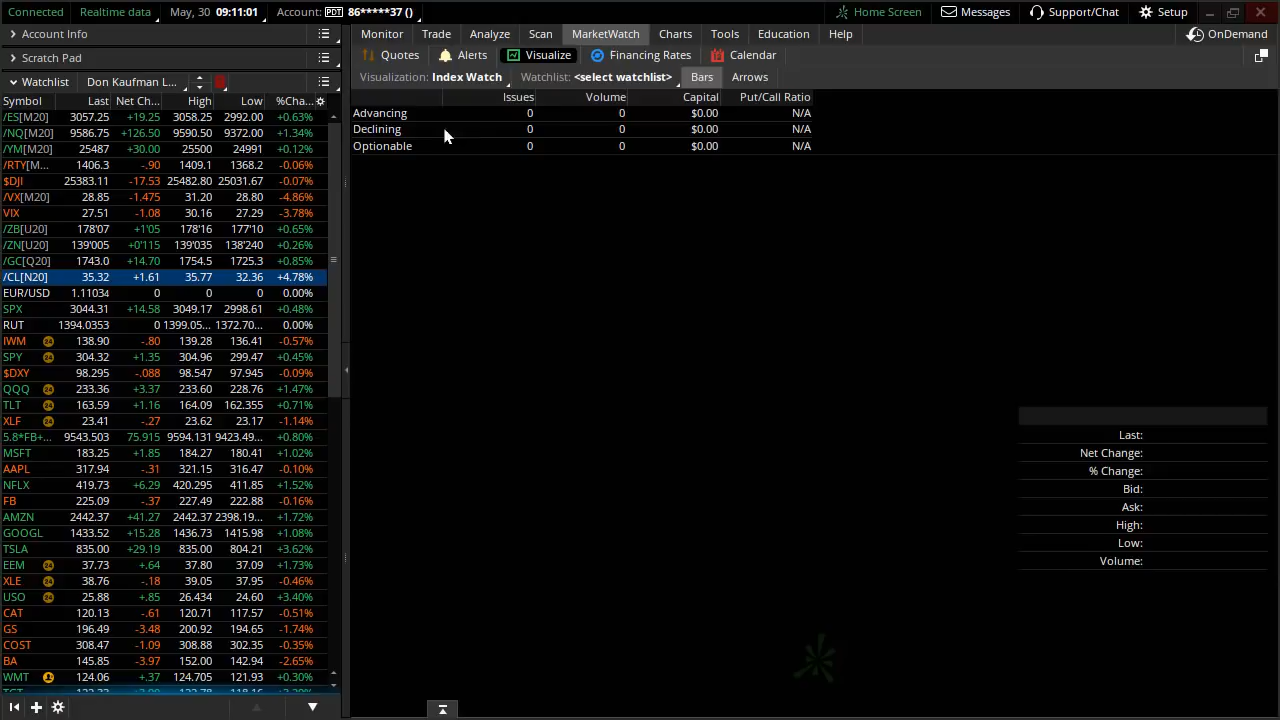 Connected Realtime data May, 30 09:11:01 Account: PDT 86*****37 () Home Screen Messages Support/Chat Setup
Account Info
Monitor Trade Analyze Scan MarketWatch Charts Tools Education Help OnDemand
Scratch Pad
Quotes Alerts Visualize Financing Rates Calendar
Watchlist Don Kaufman L...
Visualization: Index Watch Watchlist: <select watchlist> Bars Arrows
Symbol Last Net Ch... High Low %Cha...
Issues Volume Capital Put/Call Ratio
Advancing 0 0 $0.00 N/A
Declining 0 0 $0.00 N/A
Optionable 0 0 $0.00 N/A
/ES[M20] 3057.25 +19.25 3058.25 2992.00 +0.63%
/NQ[M20] 9586.75 +126.50 9590.50 9372.00 +1.34%
/YM[M20] 25487 +30.00 25500 24991 +0.12%
/RTY[M... 1406.3 -.90 1409.1 1368.2 -0.06%
$DJI 25383.11 -17.53 25482.80 25031.67 -0.07%
/VX[M20] 28.85 -1.475 31.20 28.80 -4.86%
VIX 27.51 -1.08 30.16 27.29 -3.78%
/ZB[U20] 178'07 +1'05 178'16 177'10 +0.65%
/ZN[U20] 139'005 +0'115 139'035 138'240 +0.26%
/GC[Q20] 1743.0 +14.70 1754.5 1725.3 +0.85%
/CL[N20] 35.32 +1.61 35.77 32.36 +4.78%
EUR/USD 1.11034 0 0 0 0.00%
SPX 3044.31 +14.58 3049.17 2998.61 +0.48%
RUT 1394.0353 0 1399.05... 1372.70... 0.00%
IWM 24 138.90 -.80 139.28 136.41 -0.57%
SPY 24 304.32 +1.35 304.96 299.47 +0.45%
$DXY 98.295 -.088 98.547 97.945 -0.09%
QQQ 24 233.36 +3.37 233.60 228.76 +1.47%
TLT 24 163.59 +1.16 164.09 162.355 +0.71%
XLF 24 23.41 -.27 23.62 23.17 -1.14%
5.8*FB+... 9543.503 75.915 9594.131 9423.49... +0.80%
MSFT 183.25 +1.85 184.27 180.41 +1.02%
AAPL 317.94 -.31 321.15 316.47 -0.10%
NFLX 419.73 +6.29 420.295 411.85 +1.52%
FB 225.09 -.37 227.49 222.88 -0.16%
AMZN 2442.37 +41.27 2442.37 2398.19... +1.72%
GOOGL 1433.52 +15.28 1436.73 1415.98 +1.08%
TSLA 835.00 +29.19 835.00 804.21 +3.62%
EEM 24 37.73 +.64 37.80 37.09 +1.73%
XLE 24 38.76 -.18 39.05 37.95 -0.46%
USO 24 25.88 +.85 26.434 24.60 +3.40%
CAT 120.13 -.61 120.71 117.57 -0.51%
GS 196.49 -3.48 200.92 194.65 -1.74%
COST 308.47 -1.09 308.88 302.35 -0.35%
BA 145.85 -3.97 152.00 142.94 -2.65%
WMT 124.06 +.37 124.705 121.93 +0.30%
Last:
Net Change:
% Change:
Bid:
Ask:
High:
Low:
Volume: